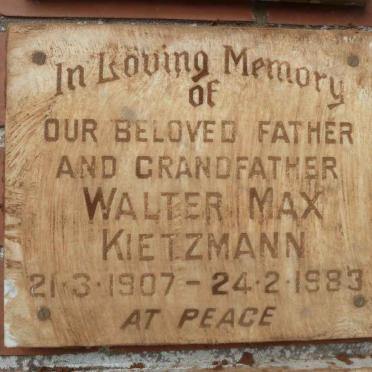 In Loving Memory
of
OUR BELOVED FATHER
AND GRANDFATHER
WALTER MAX
KIETZMANN
21·3·1907 – 24·2·1983
AT PEACE